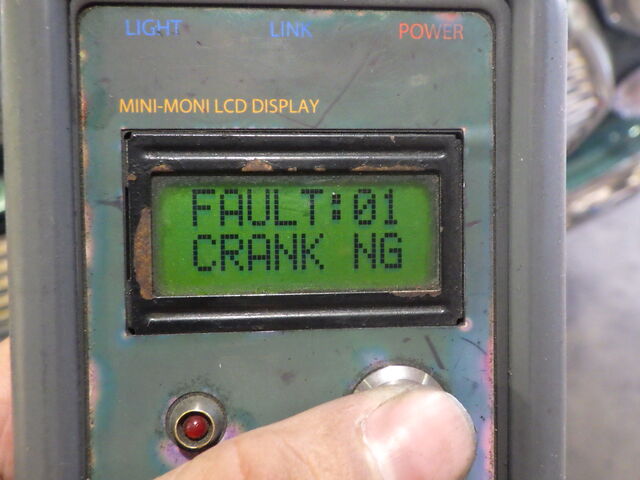 LIGHT LINK POWER
MINI-MONI LCD DISPLAY
FAULT:01
CRANK NG